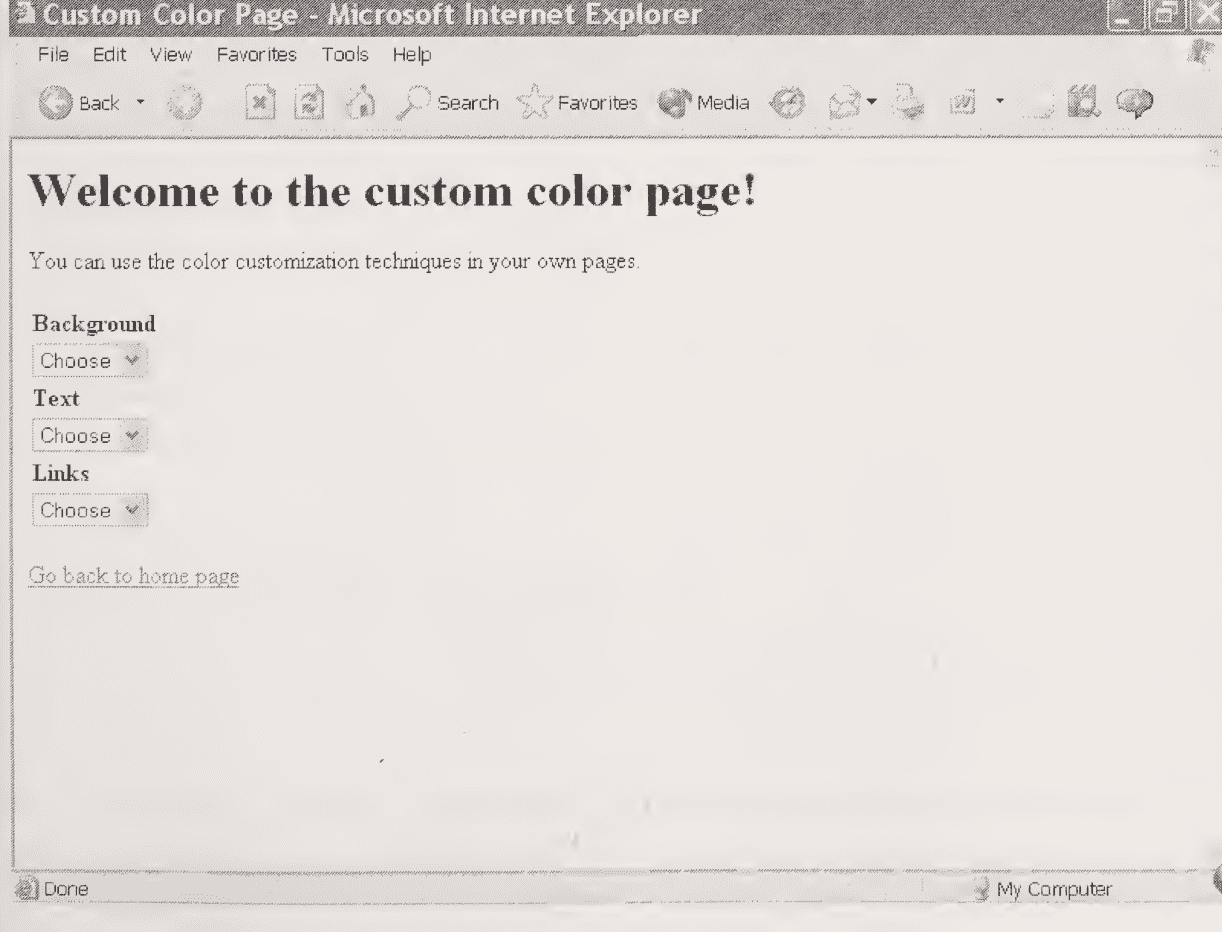 Custom Color Page - Microsoft Internet Explorer
File Edit View Favorites Tools Help
Back Search Favorites Media
Welcome to the custom color page!
You can use the color customization techniques in your own pages.
Background
Choose
Text
Choose
Links
Choose
Go back to home page
Done My Computer